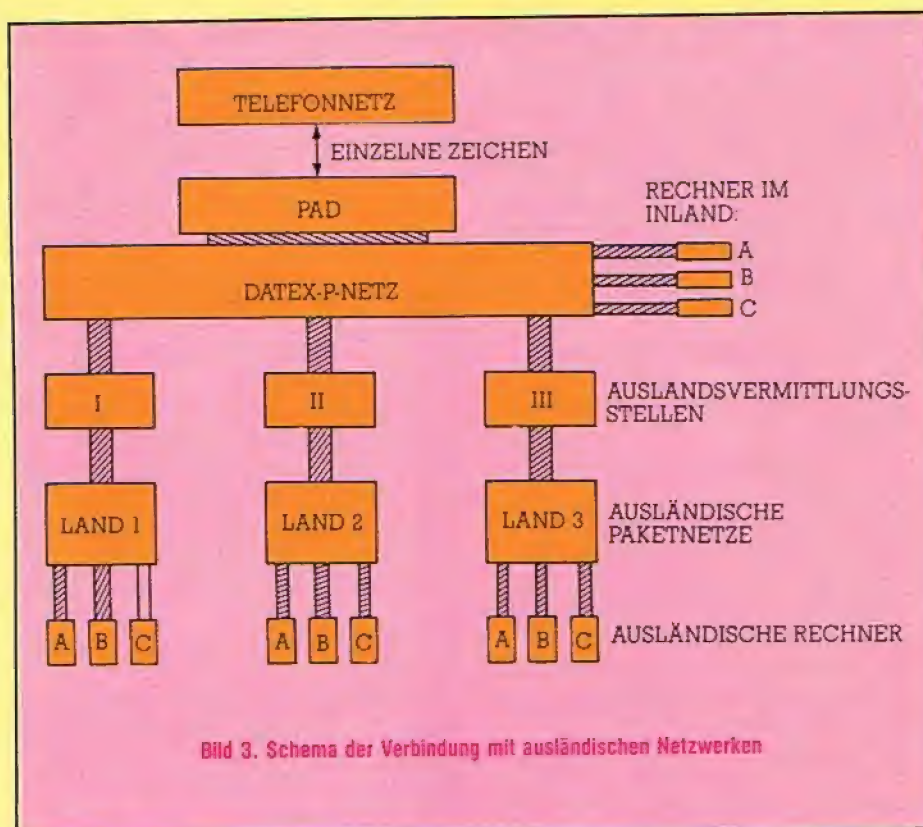 TELEFONNETZ
EINZELNE ZEICHEN
PAD
RECHNER IM
INLAND:
A
B
C
DATEX-P-NETZ
I
II
III
AUSLANDSVERMITTLUNGS-
STELLEN
LAND 1
LAND 2
LAND 3
AUSLÄNDISCHE
PAKETNETZE
A B C
A B C
A B C
AUSLÄNDISCHE RECHNER
Bild 3. Schema der Verbindung mit ausländischen Netzwerken